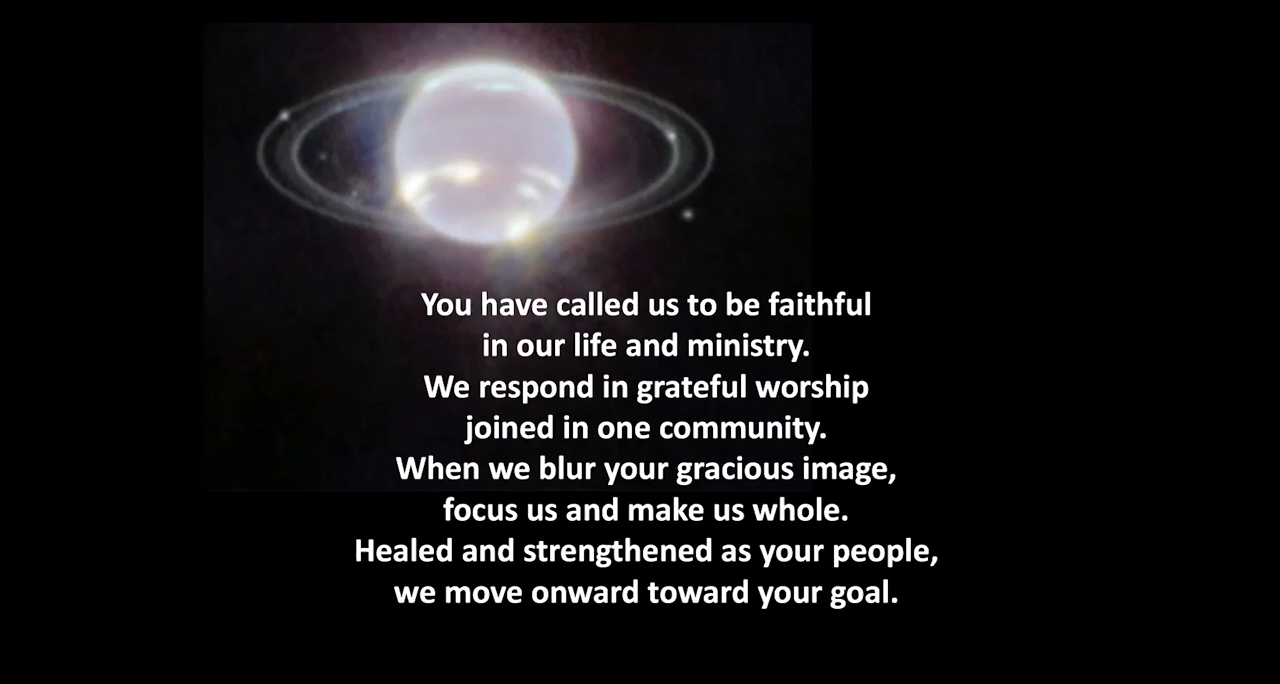 You have called us to be faithful
in our life and ministry.
We respond in grateful worship
joined in one community.
When we blur your gracious image,
focus us and make us whole.
Healed and strengthened as your people,
we move onward toward your goal.